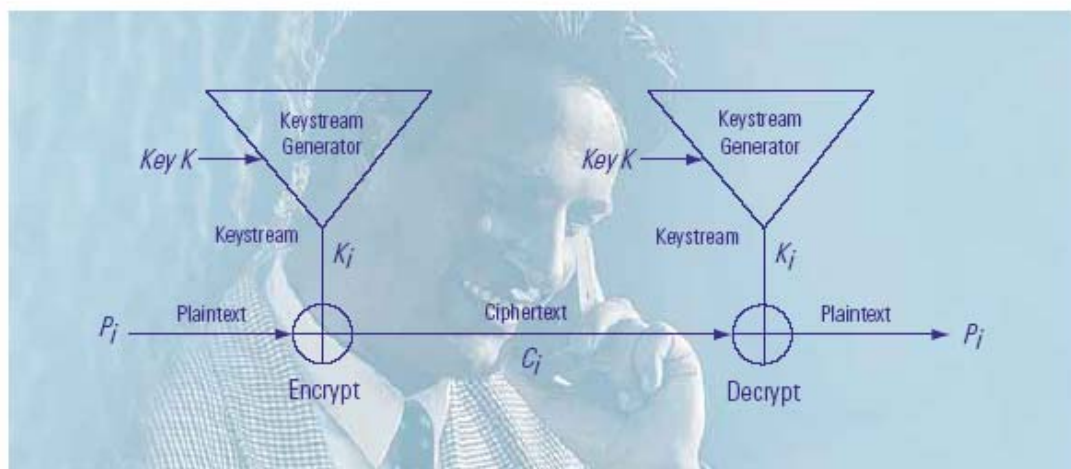 Keystream
Generator
Key K
Keystream
Ki
Pi
Plaintext
Encrypt
Ciphertext
Ci
Keystream
Generator
Key K
Keystream
Ki
Decrypt
Plaintext
Pi